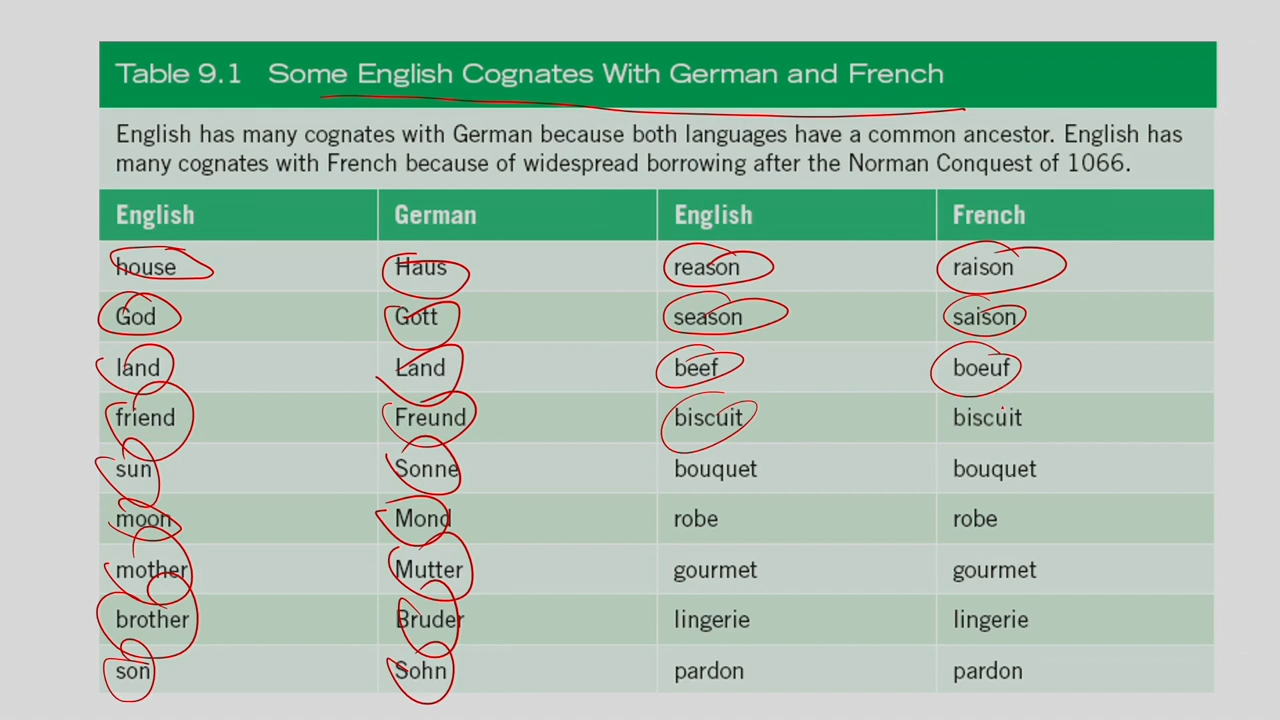 Table 9.1 Some English Cognates With German and French
English has many cognates with German because both languages have a common ancestor. English has
many cognates with French because of widespread borrowing after the Norman Conquest of 1066.
English German English French
house Haus reason raison
God Gott season saison
land Land beef boeuf
friend Freund biscuit biscuit
sun Sonne bouquet bouquet
moon Mond robe robe
mother Mutter gourmet gourmet
brother Bruder lingerie lingerie
son Sohn pardon pardon